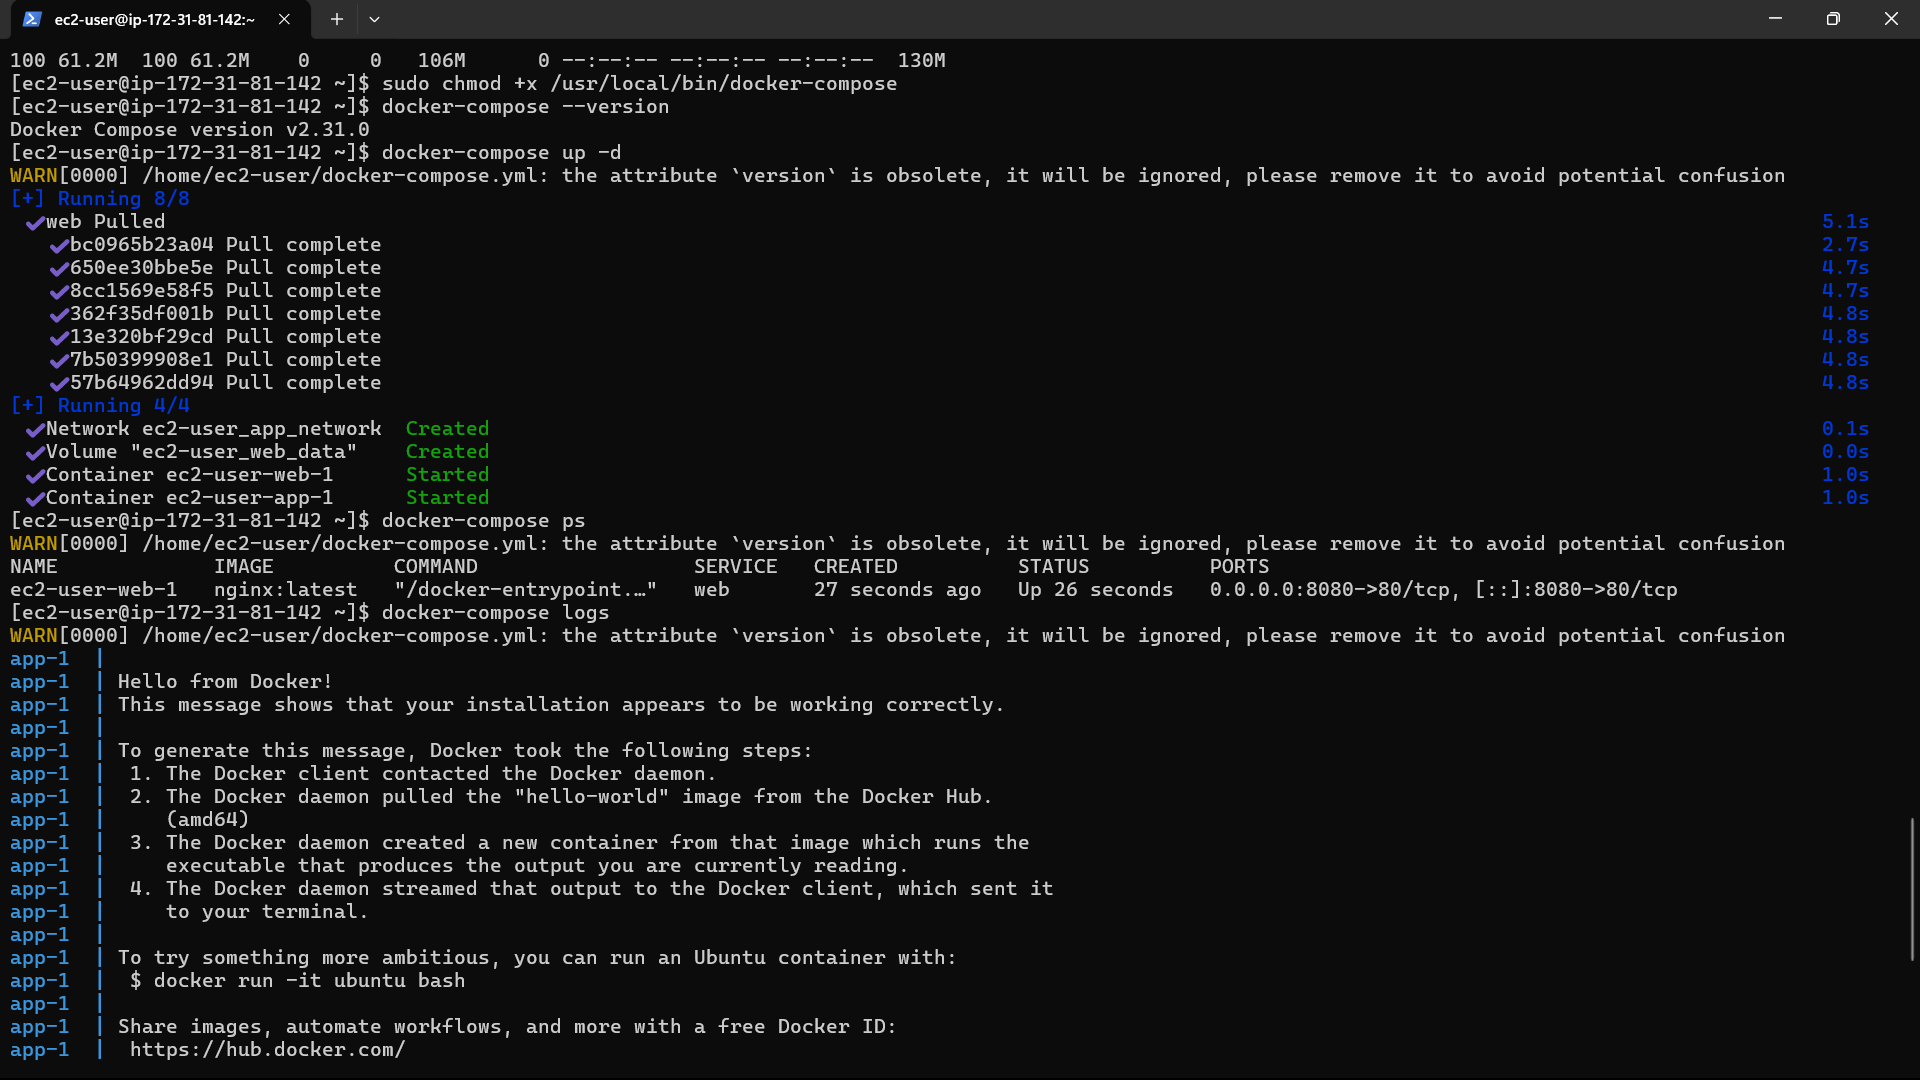 ec2-user@ip-172-31-81-142:~
100 61.2M  100 61.2M    0     0   106M      0 --:--:-- --:--:-- --:--:--  130M
[ec2-user@ip-172-31-81-142 ~]$ sudo chmod +x /usr/local/bin/docker-compose
[ec2-user@ip-172-31-81-142 ~]$ docker-compose --version
Docker Compose version v2.31.0
[ec2-user@ip-172-31-81-142 ~]$ docker-compose up -d
WARN[0000] /home/ec2-user/docker-compose.yml: the attribute `version` is obsolete, it will be ignored, please remove it to avoid potential confusion
[+] Running 8/8
✔web Pulled 5.1s
✔bc0965b23a04 Pull complete 2.7s
✔650ee30bbe5e Pull complete 4.7s
✔8cc1569e58f5 Pull complete 4.7s
✔362f35df001b Pull complete 4.8s
✔13e320bf29cd Pull complete 4.8s
✔7b50399908e1 Pull complete 4.8s
✔57b64962dd94 Pull complete 4.8s
[+] Running 4/4
✔Network ec2-user_app_network  Created 0.1s
✔Volume "ec2-user_web_data"    Created 0.0s
✔Container ec2-user-web-1      Started 1.0s
✔Container ec2-user-app-1      Started 1.0s
[ec2-user@ip-172-31-81-142 ~]$ docker-compose ps
WARN[0000] /home/ec2-user/docker-compose.yml: the attribute `version` is obsolete, it will be ignored, please remove it to avoid potential confusion
NAME             IMAGE          COMMAND                  SERVICE   CREATED          STATUS          PORTS
ec2-user-web-1   nginx:latest   "/docker-entrypoint.…"   web       27 seconds ago   Up 26 seconds   0.0.0.0:8080->80/tcp, [::]:8080->80/tcp
[ec2-user@ip-172-31-81-142 ~]$ docker-compose logs
WARN[0000] /home/ec2-user/docker-compose.yml: the attribute `version` is obsolete, it will be ignored, please remove it to avoid potential confusion
app-1  |
app-1  | Hello from Docker!
app-1  | This message shows that your installation appears to be working correctly.
app-1  |
app-1  | To generate this message, Docker took the following steps:
app-1  |  1. The Docker client contacted the Docker daemon.
app-1  |  2. The Docker daemon pulled the "hello-world" image from the Docker Hub.
app-1  |     (amd64)
app-1  |  3. The Docker daemon created a new container from that image which runs the
app-1  |     executable that produces the output you are currently reading.
app-1  |  4. The Docker daemon streamed that output to the Docker client, which sent it
app-1  |     to your terminal.
app-1  |
app-1  | To try something more ambitious, you can run an Ubuntu container with:
app-1  |  $ docker run -it ubuntu bash
app-1  |
app-1  | Share images, automate workflows, and more with a free Docker ID:
app-1  |  https://hub.docker.com/